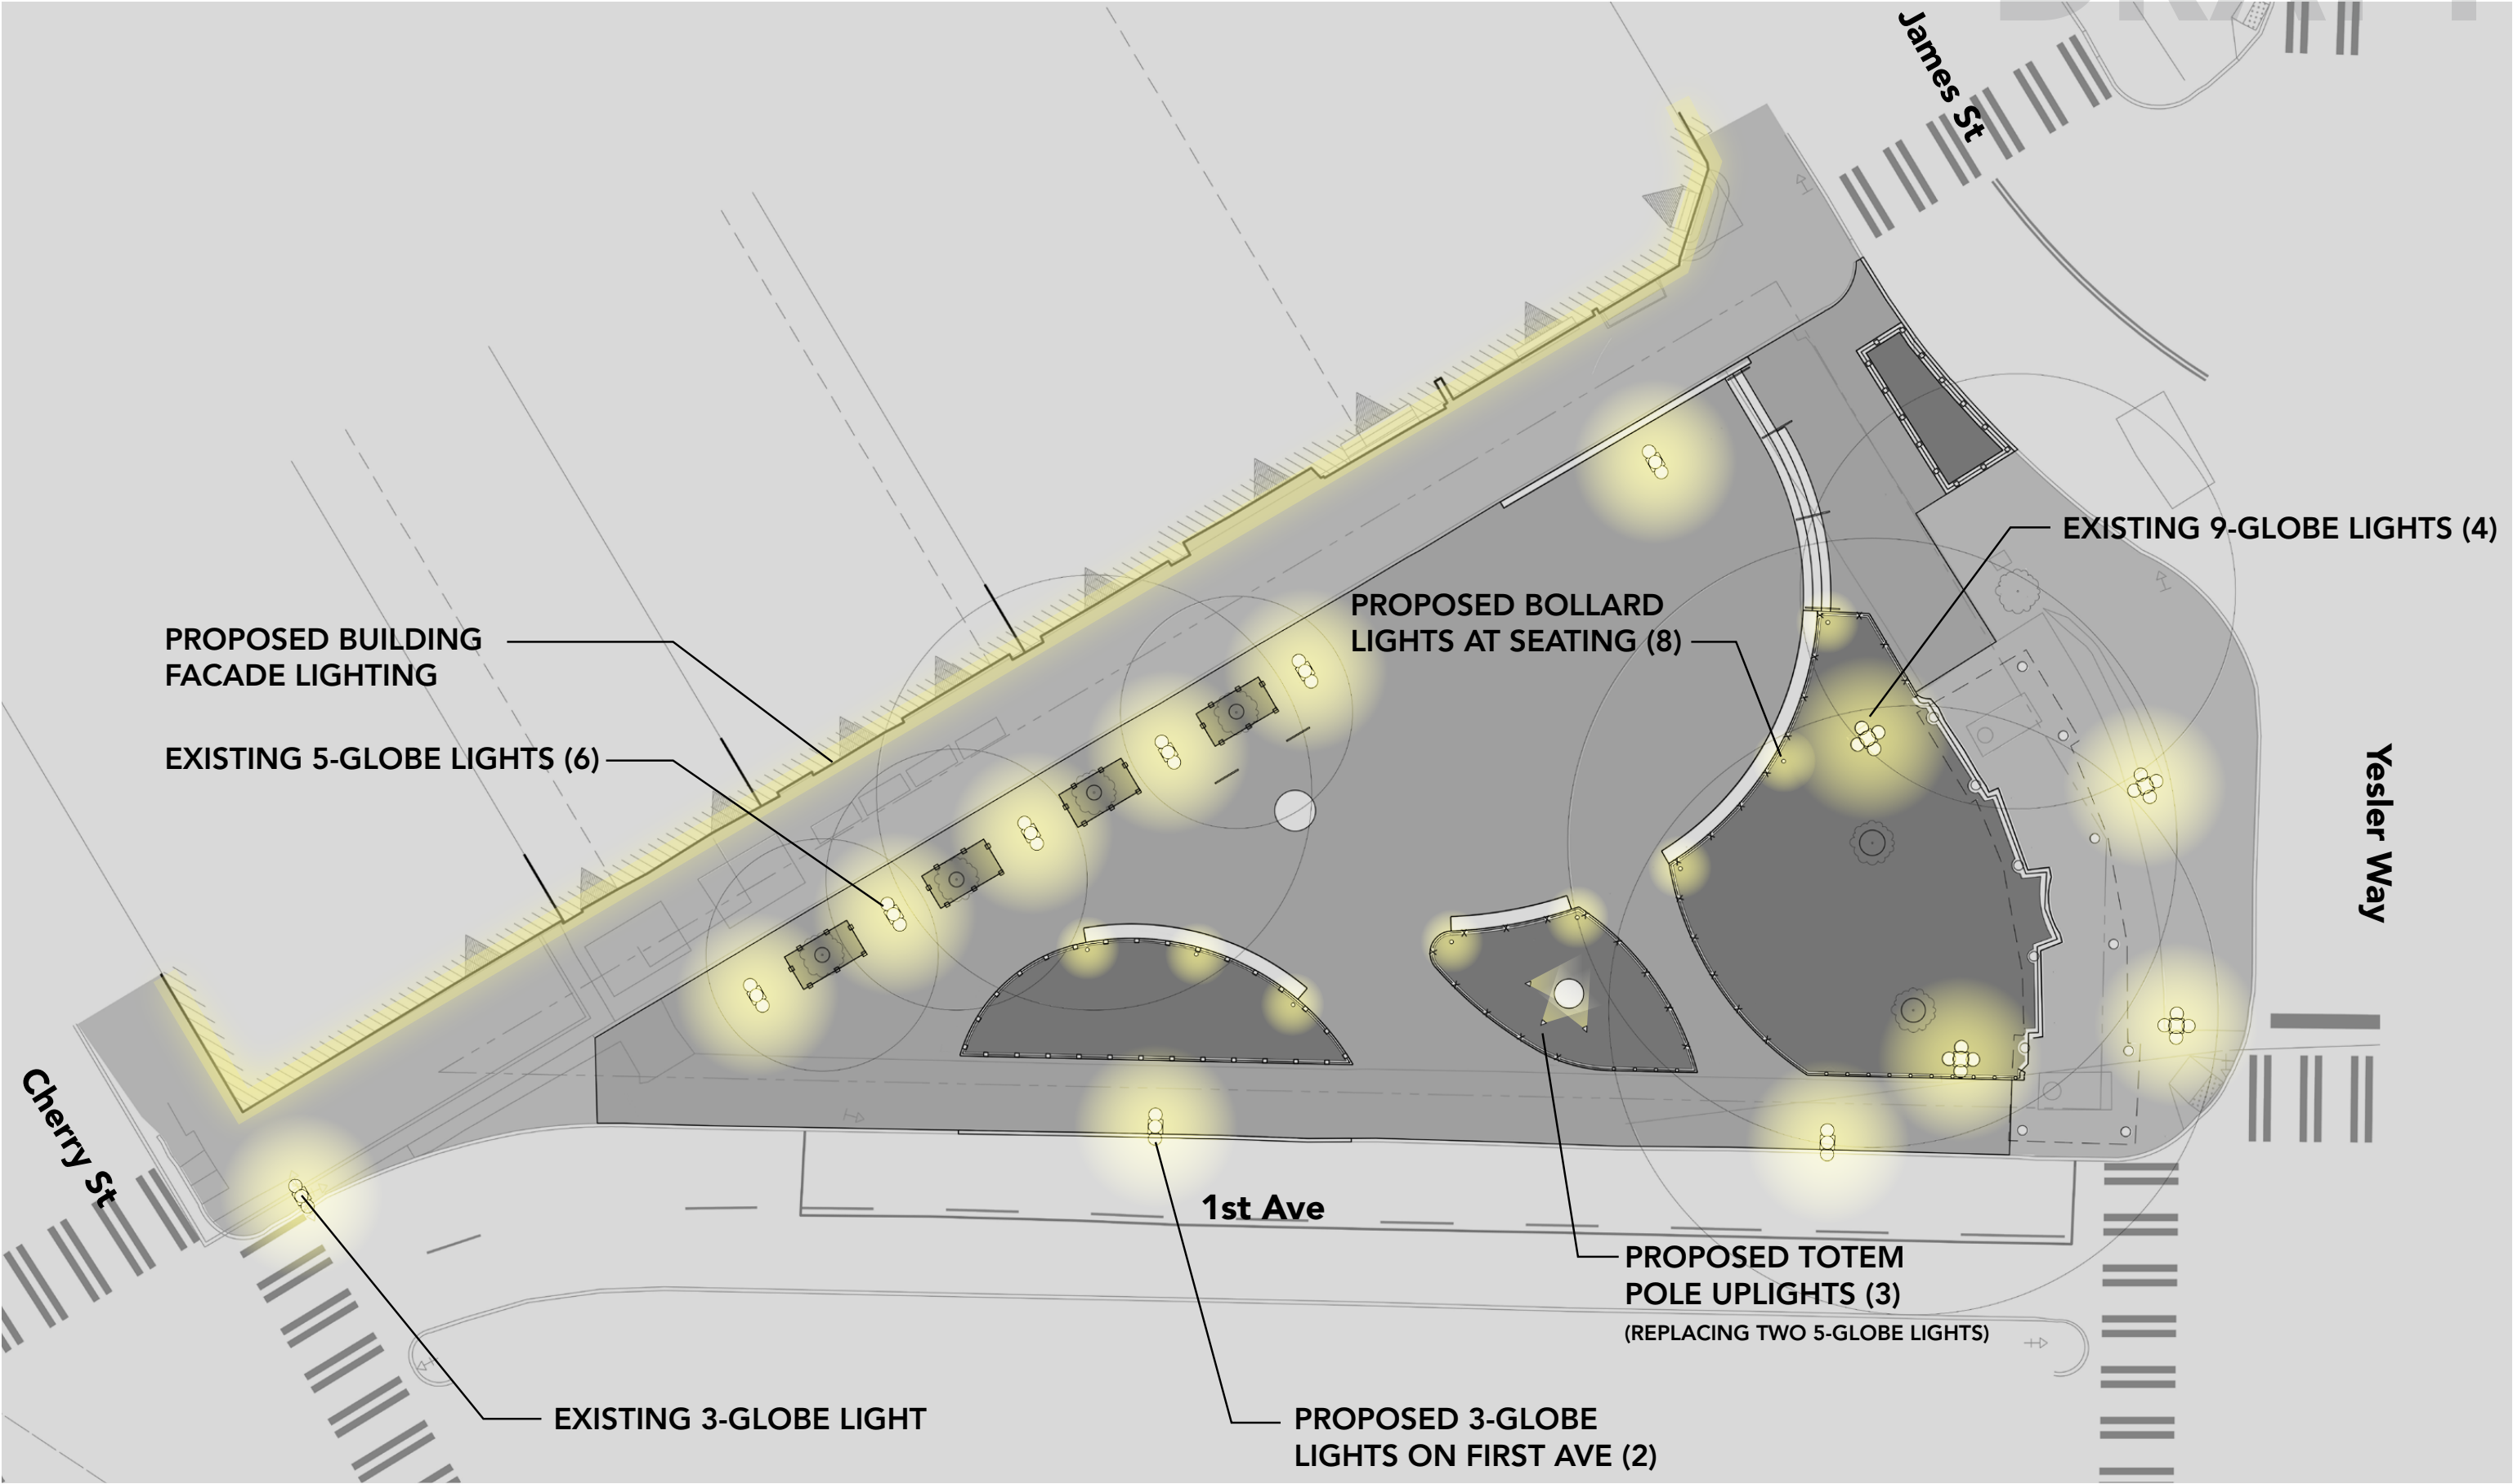 DRAFT
James St
EXISTING 9-GLOBE LIGHTS (4)
PROPOSED BOLLARD
LIGHTS AT SEATING (8)
PROPOSED BUILDING
FACADE LIGHTING
EXISTING 5-GLOBE LIGHTS (6)
Yesler Way
Cherry St
1st Ave
PROPOSED TOTEM
POLE UPLIGHTS (3)
(REPLACING TWO 5-GLOBE LIGHTS)
EXISTING 3-GLOBE LIGHT
PROPOSED 3-GLOBE
LIGHTS ON FIRST AVE (2)